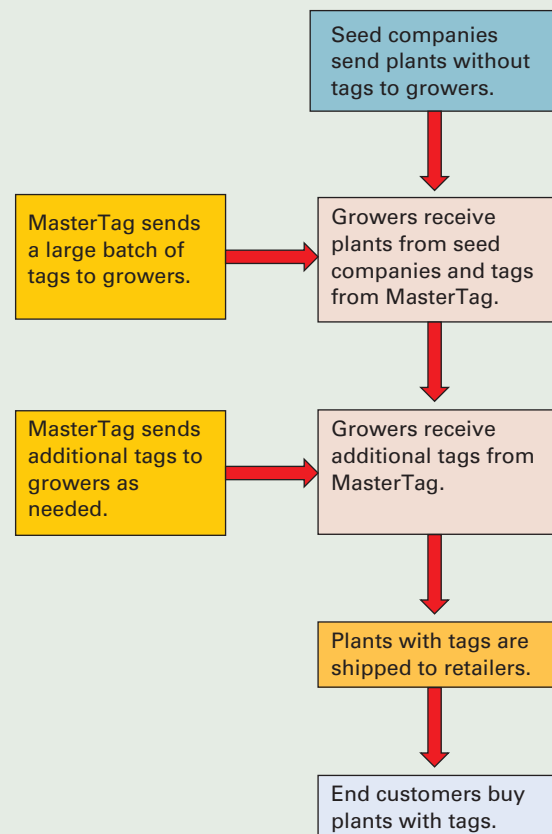 Seed companies
send plants without
tags to growers.
MasterTag sends
a large batch of
tags to growers.
Growers receive
plants from seed
companies and tags
from MasterTag.
MasterTag sends
additional tags to
growers as
needed.
Growers receive
additional tags from
MasterTag.
Plants with tags are
shipped to retailers.
End customers buy
plants with tags.